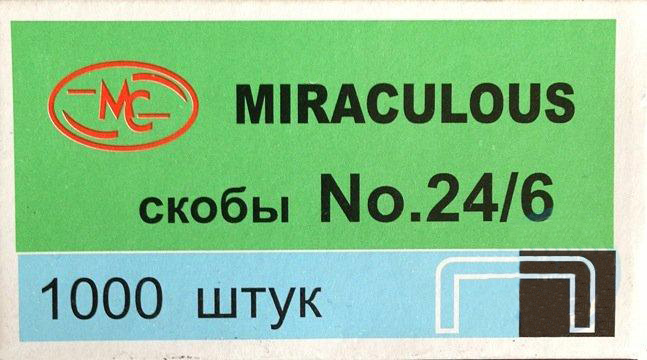 MC
MIRACULOUS
скобы No.24/6
1000 штук